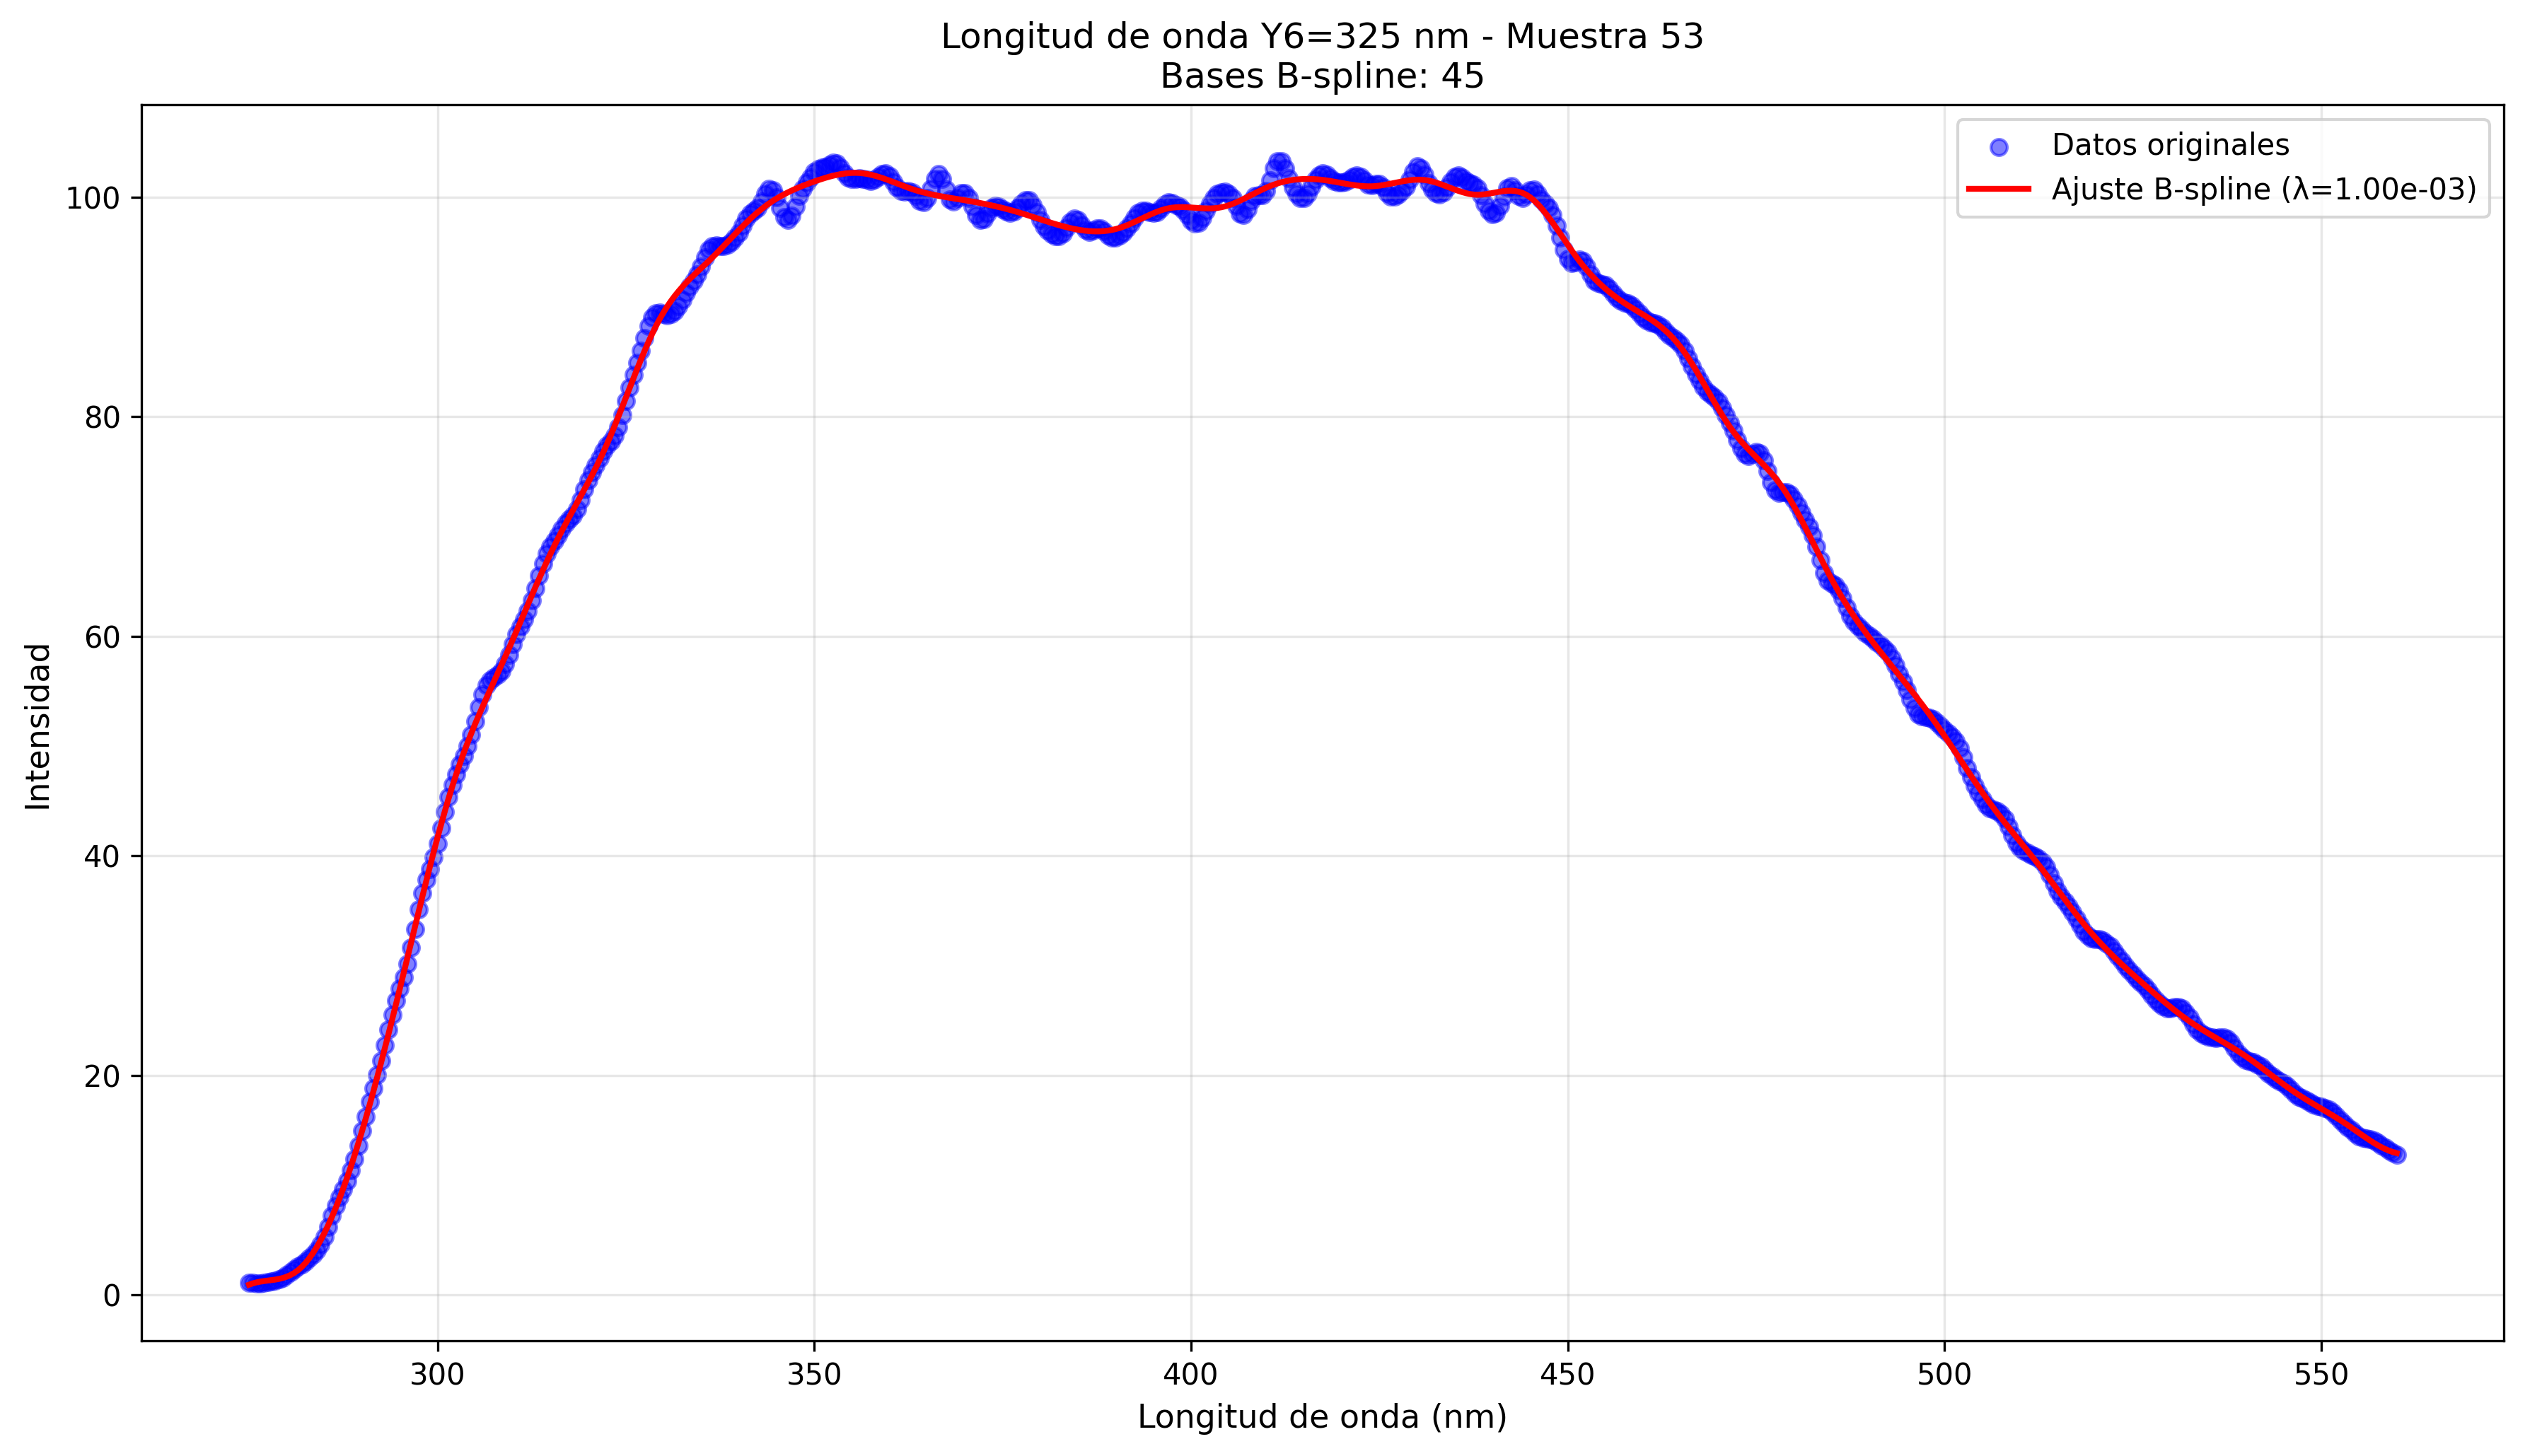 Longitud de onda Y6=325 nm - Muestra 53
Bases B-spline: 45
Datos originales
Ajuste B-spline (λ=1.00e-03)
Intensidad
100
80
60
40
20
0
300 350 400 450 500 550
Longitud de onda (nm)